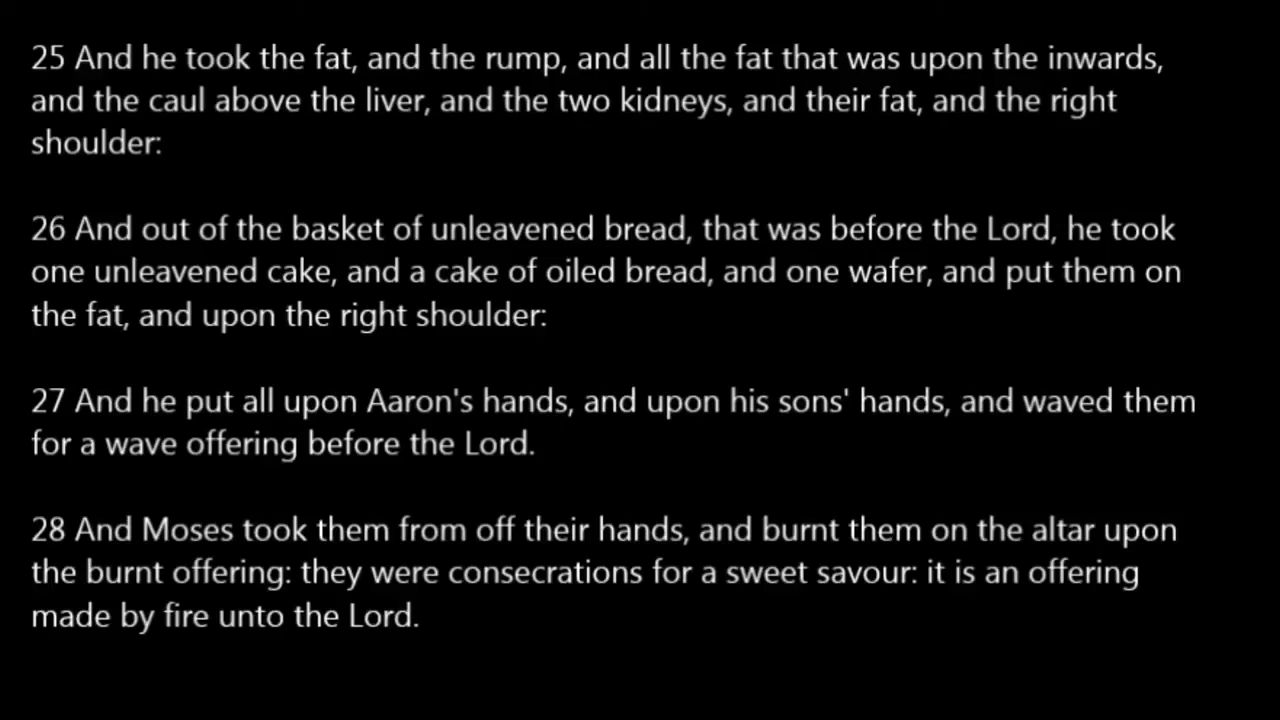 25 And he took the fat, and the rump, and all the fat that was upon the inwards,
and the caul above the liver, and the two kidneys, and their fat, and the right
shoulder:
26 And out of the basket of unleavened bread, that was before the Lord, he took
one unleavened cake, and a cake of oiled bread, and one wafer, and put them on
the fat, and upon the right shoulder:
27 And he put all upon Aaron's hands, and upon his sons' hands, and waved them
for a wave offering before the Lord.
28 And Moses took them from off their hands, and burnt them on the altar upon
the burnt offering: they were consecrations for a sweet savour: it is an offering
made by fire unto the Lord.